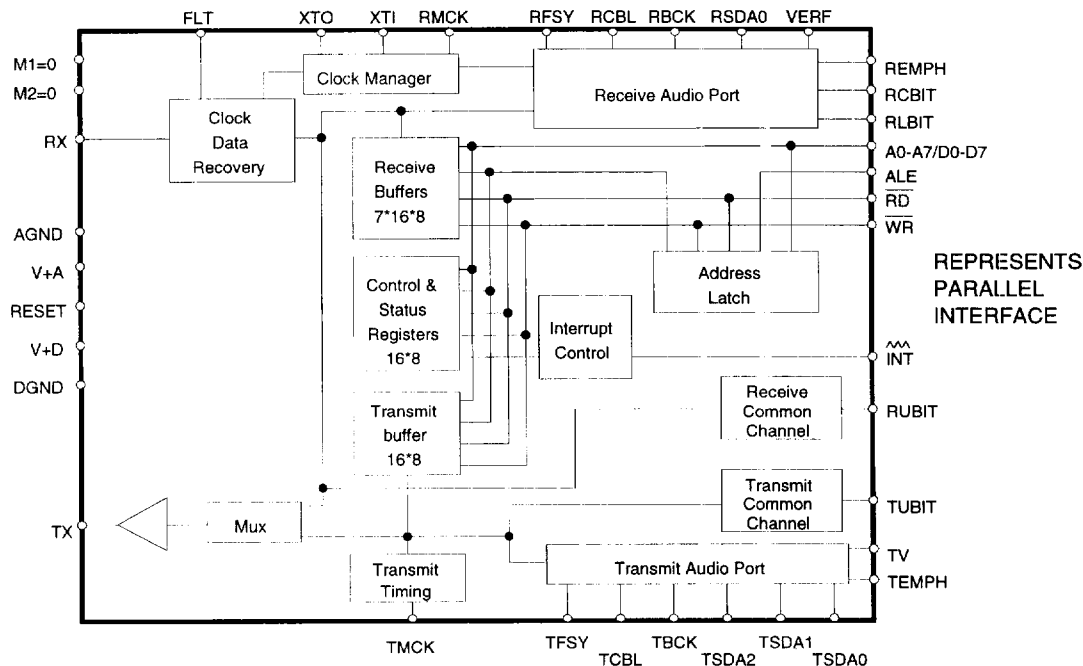 FLT XTO XTI RMCK RFSY RCBL RBCK RSDA0 VERF
M1=0
M2=0
RX
AGND
V+A
RESET
V+D
DGND
TX
Clock Manager
Clock
Data
Recovery
Receive Audio Port
Receive
Buffers
7*16*8
Control &
Status
Registers
16*8
Transmit
buffer
16*8
Interrupt
Control
Address
Latch
Receive
Common
Channel
Transmit
Common
Channel
Mux
Transmit
Timing
Transmit Audio Port
REMPH
RCBIT
RLBIT
A0-A7/D0-D7
ALE
RD
WR
INT
RUBIT
TUBIT
TV
TEMPH
REPRESENTS
PARALLEL
INTERFACE
TMCK TFSY TCBL TBCK TSDA2 TSDA1 TSDA0